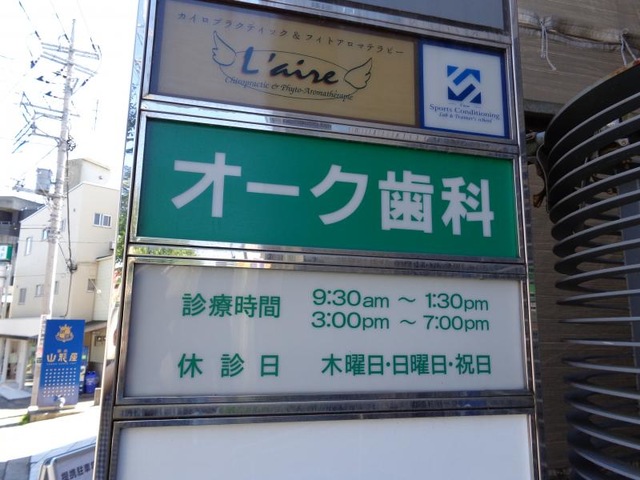 カイロプラクティック & フィトアロマテラピー
L'aire
Chiropractic & Phyto-Aromathérapie
Sports Conditioning
オーク歯科
診療時間 9:30am 〜 1:30pm
3:00pm 〜 7:00pm
休診日 木曜日・日曜日・祝日